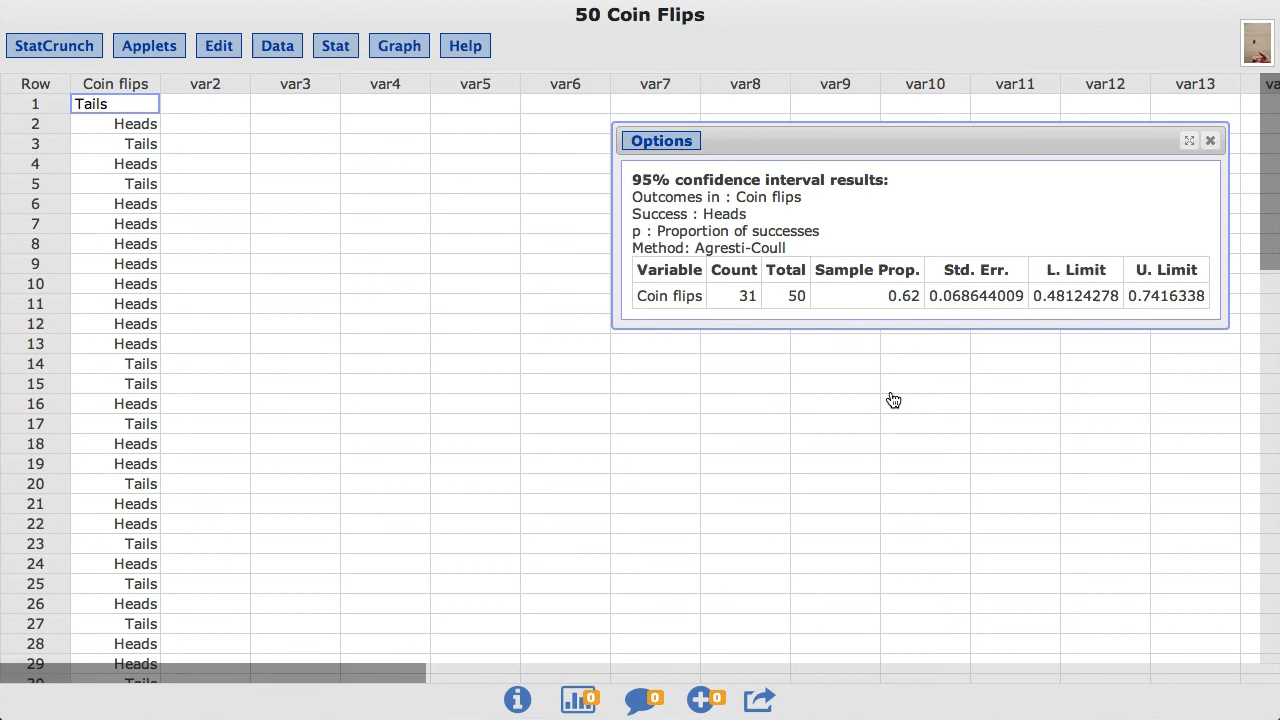 50 Coin Flips
StatCrunch Applets Edit Data Stat Graph Help
Row Coin flips var2 var3 var4 var5 var6 var7 var8 var9 var10 var11 var12 var13 va
1 Tails
2 Heads
3 Tails
4 Heads
5 Tails
6 Heads
7 Heads
8 Heads
9 Heads
10 Heads
11 Heads
12 Heads
13 Heads
14 Tails
15 Tails
16 Heads
17 Tails
18 Heads
19 Heads
20 Tails
21 Heads
22 Heads
23 Tails
24 Heads
25 Tails
26 Heads
27 Tails
28 Heads
29 Heads
30 Tails
Options
95% confidence interval results:
Outcomes in : Coin flips
Success : Heads
p : Proportion of successes
Method: Agresti-Coull
Variable Count Total Sample Prop. Std. Err. L. Limit U. Limit
Coin flips 31 50 0.62 0.068644009 0.48124278 0.7416338
0 0 0